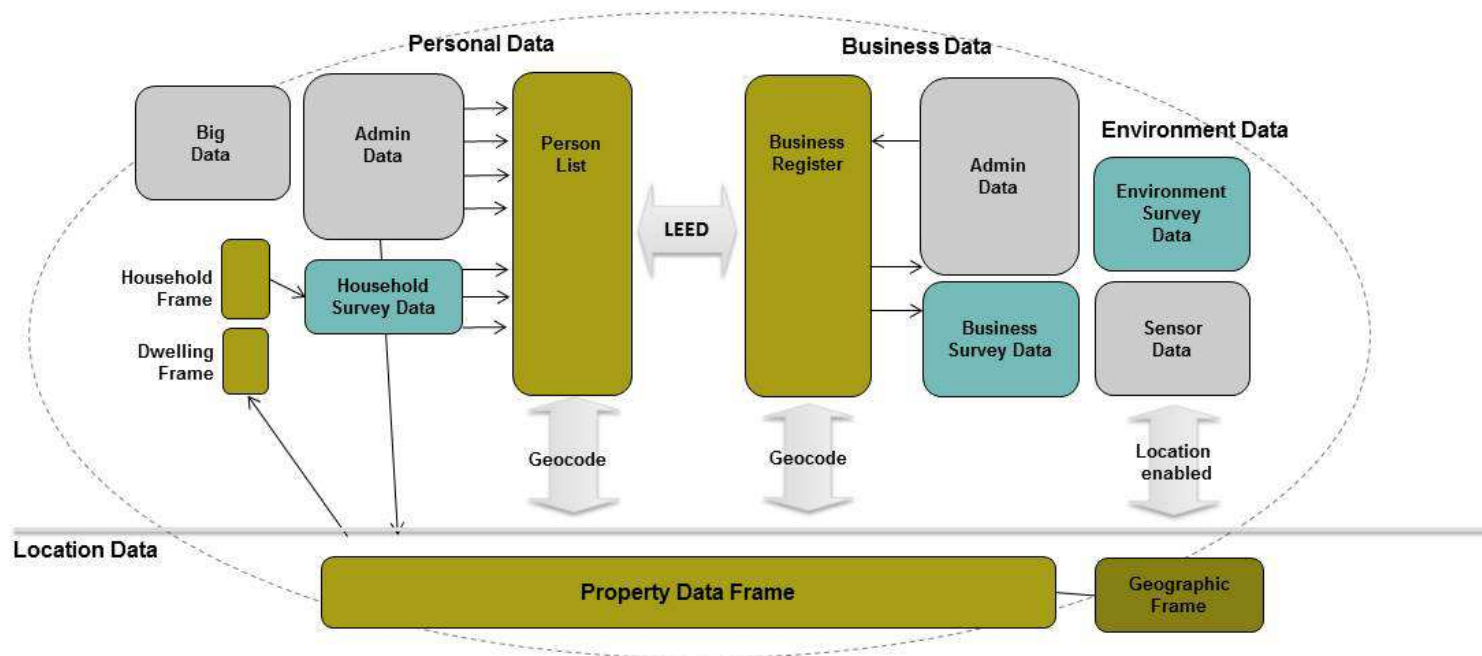 Personal Data
Business Data
Big
Data
Admin
Data
Person
List
Business
Register
Admin
Data
Environment Data
Environment
Survey
Data
LEED
Household
Frame
Household
Survey Data
Dwelling
Frame
Business
Survey Data
Sensor
Data
Geocode
Geocode
Location
enabled
Location Data
Property Data Frame
Geographic
Frame